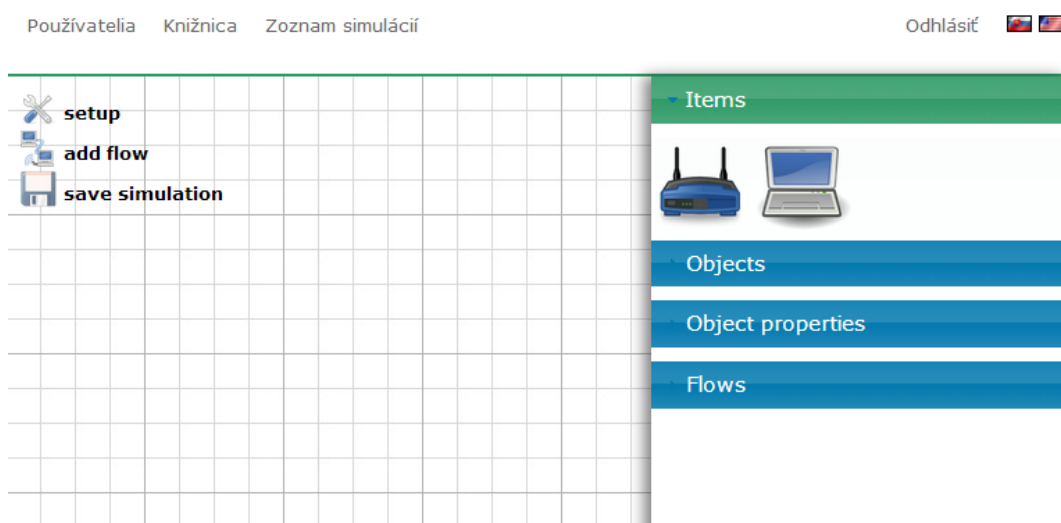 Používatelia Knižnica Zoznam simulácií Odhlásiť
setup
add flow
save simulation
Items
Objects
Object properties
Flows